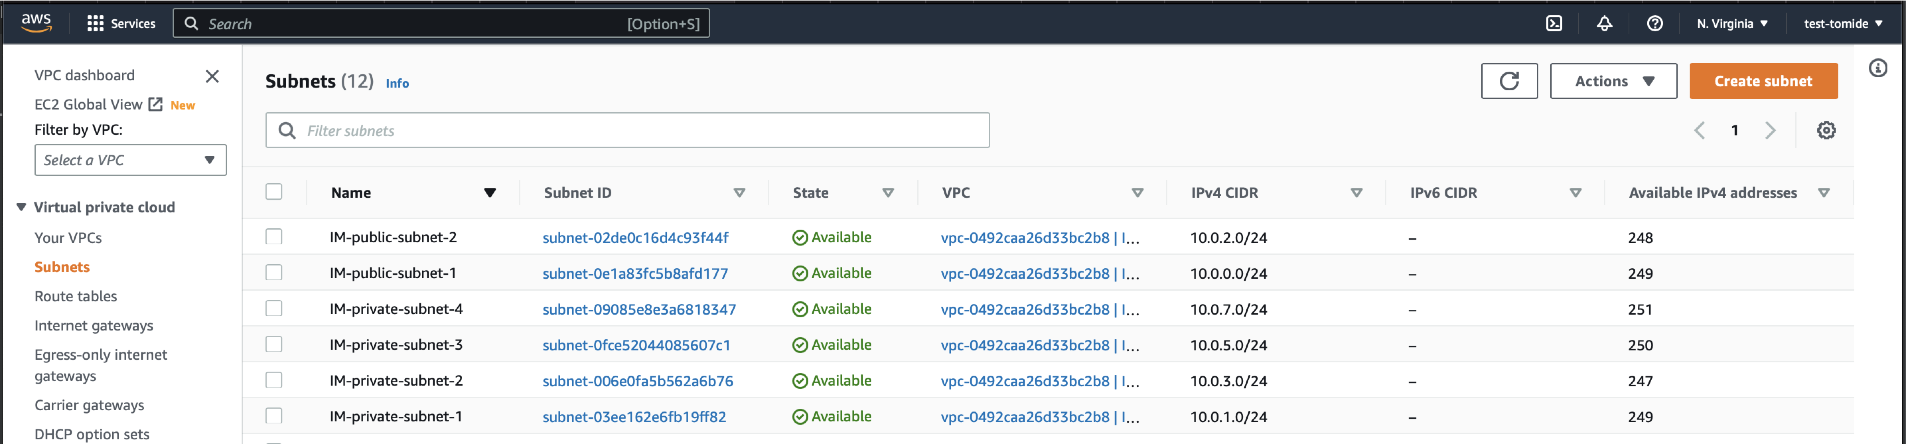 aws Services Search [Option+S] N. Virginia test-tomide
VPC dashboard
EC2 Global View New
Filter by VPC:
Select a VPC
Virtual private cloud
Your VPCs
Subnets
Route tables
Internet gateways
Egress-only internet
gateways
Carrier gateways
DHCP option sets
Subnets (12) Info
Actions Create subnet
Filter subnets
1
Name Subnet ID State VPC IPv4 CIDR IPv6 CIDR Available IPv4 addresses
IM-public-subnet-2 subnet-02de0c16d4c93f44f Available vpc-0492caa26d33bc2b8 | I... 10.0.2.0/24 – 248
IM-public-subnet-1 subnet-0e1a83fc5b8afd177 Available vpc-0492caa26d33bc2b8 | I... 10.0.0.0/24 – 249
IM-private-subnet-4 subnet-09085e8e3a6818347 Available vpc-0492caa26d33bc2b8 | I... 10.0.7.0/24 – 251
IM-private-subnet-3 subnet-0fce52044085607c1 Available vpc-0492caa26d33bc2b8 | I... 10.0.5.0/24 – 250
IM-private-subnet-2 subnet-006e0fa5b562a6b76 Available vpc-0492caa26d33bc2b8 | I... 10.0.3.0/24 – 247
IM-private-subnet-1 subnet-03ee162e6fb19ff82 Available vpc-0492caa26d33bc2b8 | I... 10.0.1.0/24 – 249